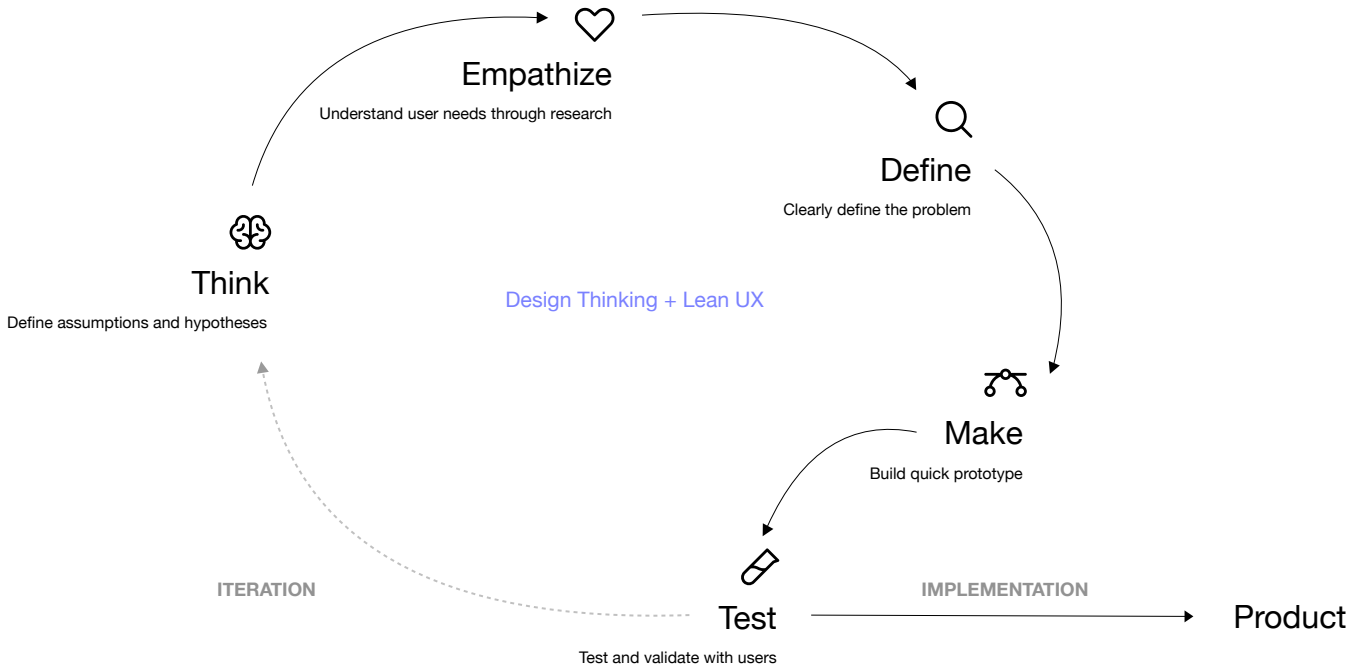 Empathize
Understand user needs through research
Define
Clearly define the problem
Think
Define assumptions and hypotheses
Design Thinking + Lean UX
Make
Build quick prototype
ITERATION
IMPLEMENTATION
Test
Product
Test and validate with users